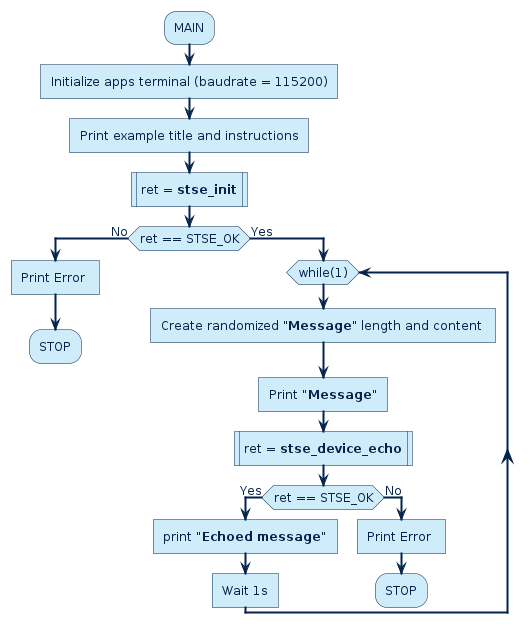 MAIN
Initialize apps terminal (baudrate = 115200)
Print example title and instructions
ret = stse_init
No
ret == STSE_OK
Yes
Print Error
STOP
while(1)
Create randomized "Message" length and content
Print "Message"
ret = stse_device_echo
Yes
ret == STSE_OK
No
print "Echoed message"
Print Error
Wait 1s
STOP